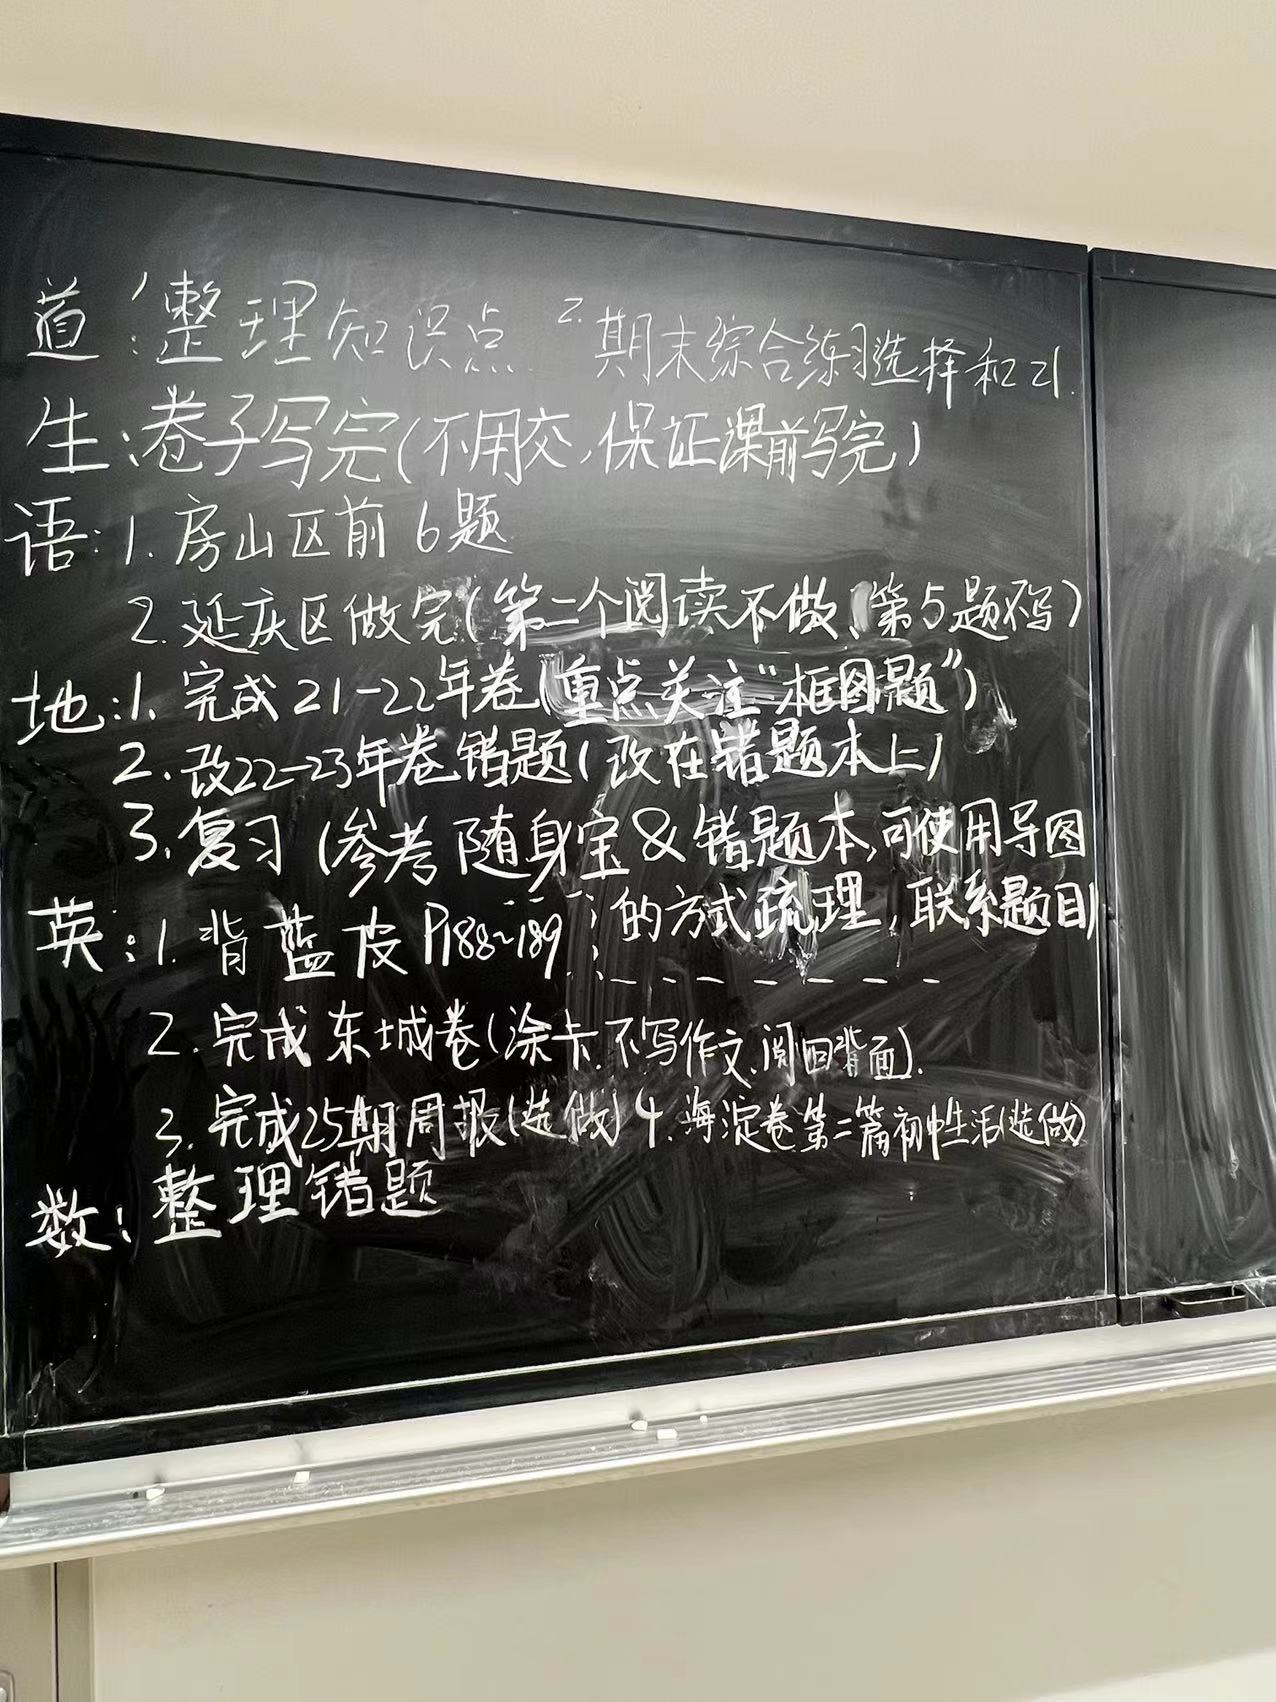 道:1.整理知识点 2.期末综合练习选择和21.
生:卷子写完(不用交,保证课前写完)
语:1.房山区前6题
2.延庆区做完(第二个阅读不做,第5题不写)
地:1.完成21-22年卷(重点关注“框图题”)
2.改22-23年卷错题(改在错题本上)
3.复习(参考随身宝&错题本,可使用导图
的方式疏理,联系题目)
英:1.背蓝皮P188~189
2.完成东城卷(涂卡.不写作文.阅回背面).
3.完成25期周报(选做) 4.海淀卷第二篇初中生活(选做)
数:整理错题